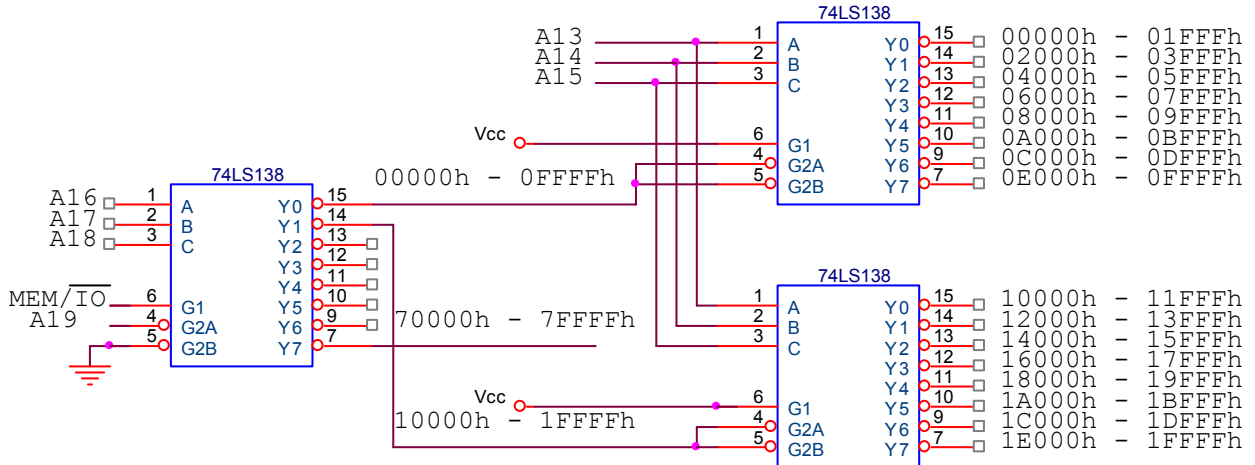 74LS138
A13
A14
A15
1
2
3
A
B
C
Y0
Y1
Y2
Y3
Y4
Y5
Y6
Y7
15
14
13
12
11
10
9
7
00000h - 01FFFh
02000h - 03FFFh
04000h - 05FFFh
06000h - 07FFFh
08000h - 09FFFh
0A000h - 0BFFFh
0C000h - 0DFFFh
0E000h - 0FFFFh
Vcc
6
4
5
G1
G2A
G2B
74LS138
00000h - 0FFFFh
A16
A17
A18
1
2
3
A
B
C
Y0
Y1
Y2
Y3
Y4
Y5
Y6
Y7
15
14
13
12
11
10
9
7
MEM/IO
A19
6
4
5
G1
G2A
G2B
70000h - 7FFFFh
74LS138
1
2
3
A
B
C
Y0
Y1
Y2
Y3
Y4
Y5
Y6
Y7
15
14
13
12
11
10
9
7
10000h - 11FFFh
12000h - 13FFFh
14000h - 15FFFh
16000h - 17FFFh
18000h - 19FFFh
1A000h - 1BFFFh
1C000h - 1DFFFh
1E000h - 1FFFFh
Vcc
10000h - 1FFFFh
6
4
5
G1
G2A
G2B